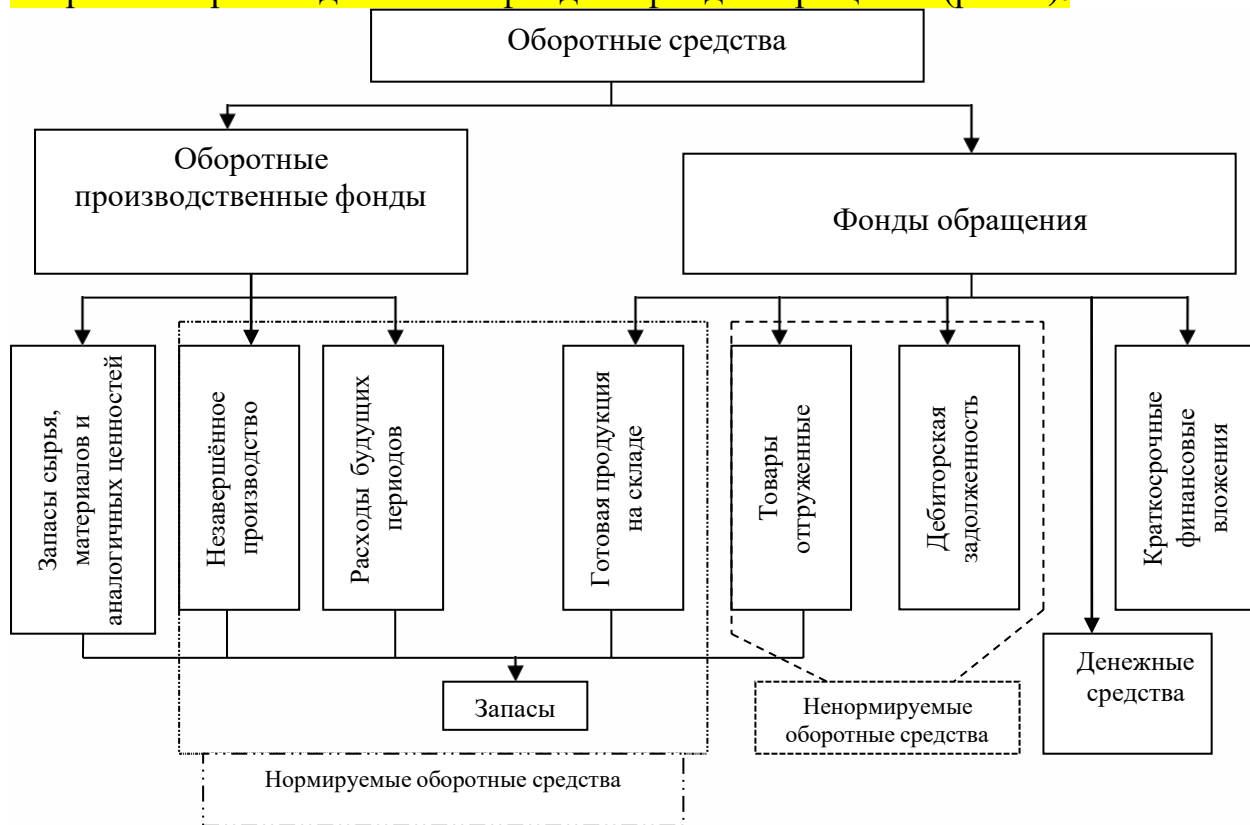 Оборотные средства
Оборотные
производственные фонды
Фонды обращения
Запасы сырья,
материалов и
аналогичных ценностей
Незавершённое
производство
Расходы будущих
периодов
Готовая продукция
на складе
Товары
отгруженные
Дебиторская
задолженность
Краткосрочные
финансовые
вложения
Денежные
средства
Запасы
Ненормируемые
оборотные средства
Нормируемые оборотные средства